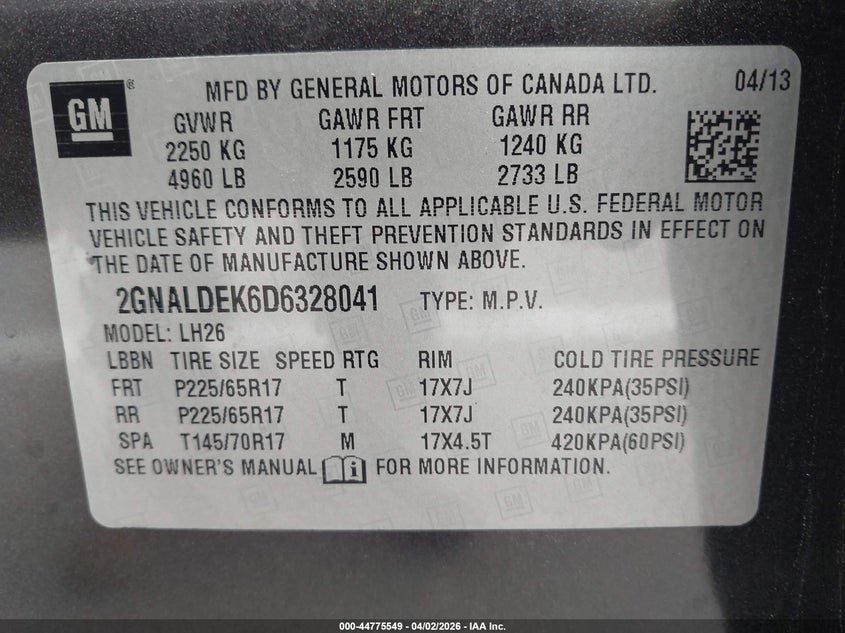 GM ® MFD BY GENERAL MOTORS OF CANADA LTD. 04/13
GVWR GAWR FRT GAWR RR
2250 KG 1175 KG 1240 KG
4960 LB 2590 LB 2733 LB
THIS VEHICLE CONFORMS TO ALL APPLICABLE U.S. FEDERAL MOTOR
VEHICLE SAFETY AND THEFT PREVENTION STANDARDS IN EFFECT ON
THE DATE OF MANUFACTURE SHOWN ABOVE.
2GNALDEK6D6328041 TYPE: M.P.V.
MODEL: LH26
LBBN TIRE SIZE SPEED RTG RIM COLD TIRE PRESSURE
FRT P225/65R17 T 17X7J 240KPA(35PSI)
RR P225/65R17 T 17X7J 240KPA(35PSI)
SPA T145/70R17 M 17X4.5T 420KPA(60PSI)
SEE OWNER'S MANUAL i FOR MORE INFORMATION.
000-44775549 - 04/02/2026 - IAA Inc.